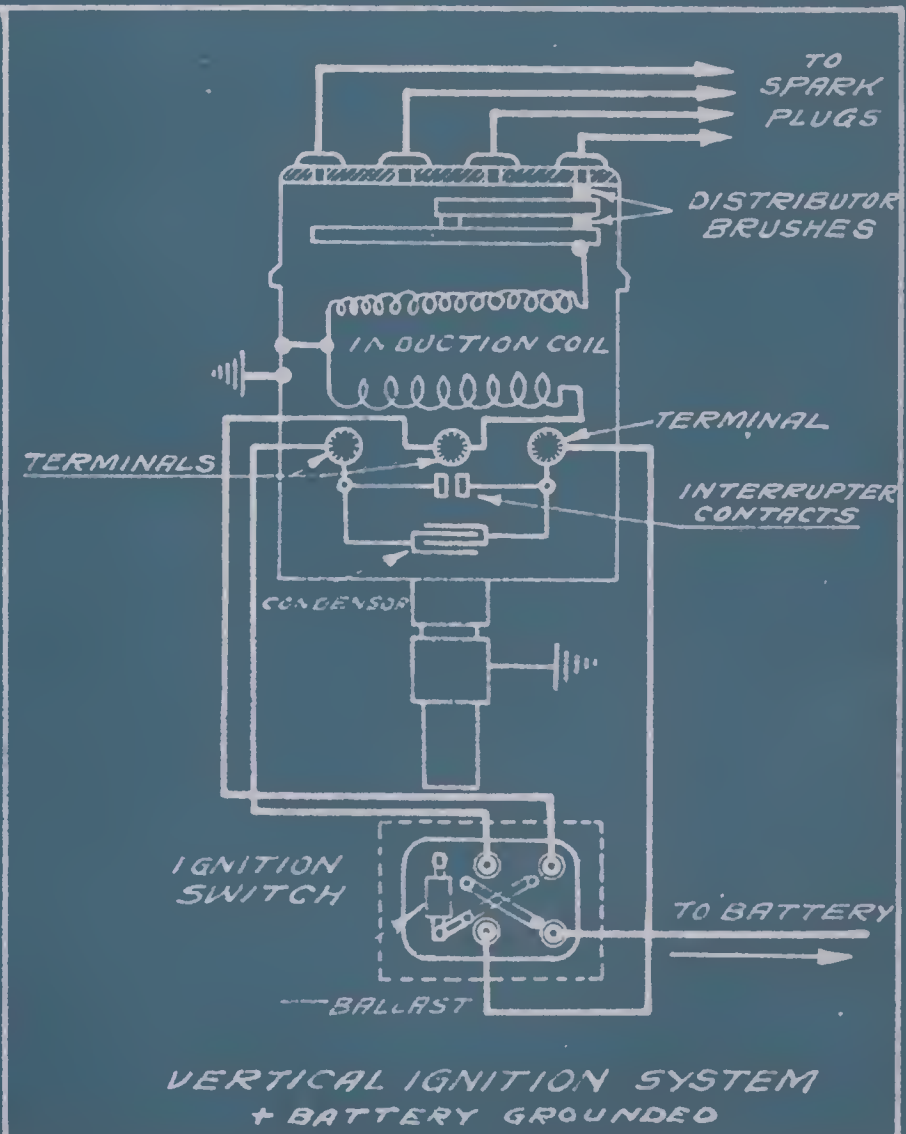 TO
SPARK
PLUGS
DISTRIBUTOR
BRUSHES
INDUCTION COIL
TERMINAL
TERMINALS
INTERRUPTER
CONTACTS
CONDENSOR
IGNITION
SWITCH
TO BATTERY
BALLAST
VERTICAL IGNITION SYSTEM
+ BATTERY GROUNDED